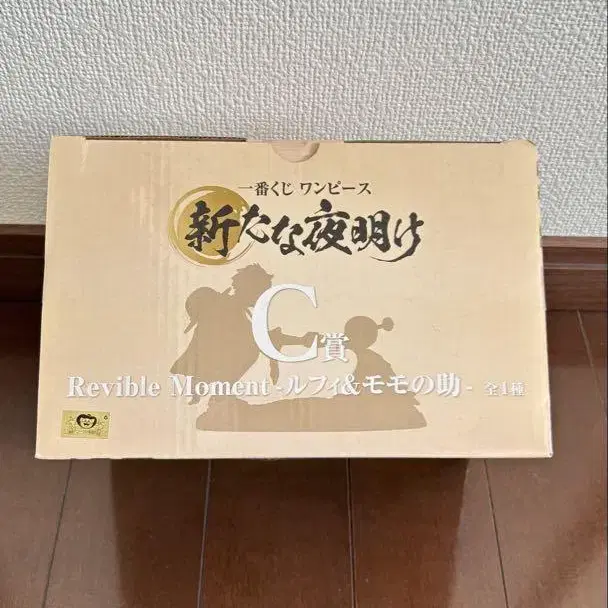 一番くじ ワンピース
新たな夜明け
C賞
Revible Moment -ルフィ&モモの助- 全1種